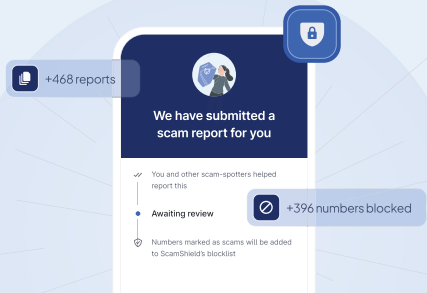 +468 reports
We have submitted a
scam report for you
You and other scam-spotters helped
report this
Awaiting review
+396 numbers blocked
Numbers marked as scams will be added
to ScamShield's blocklist